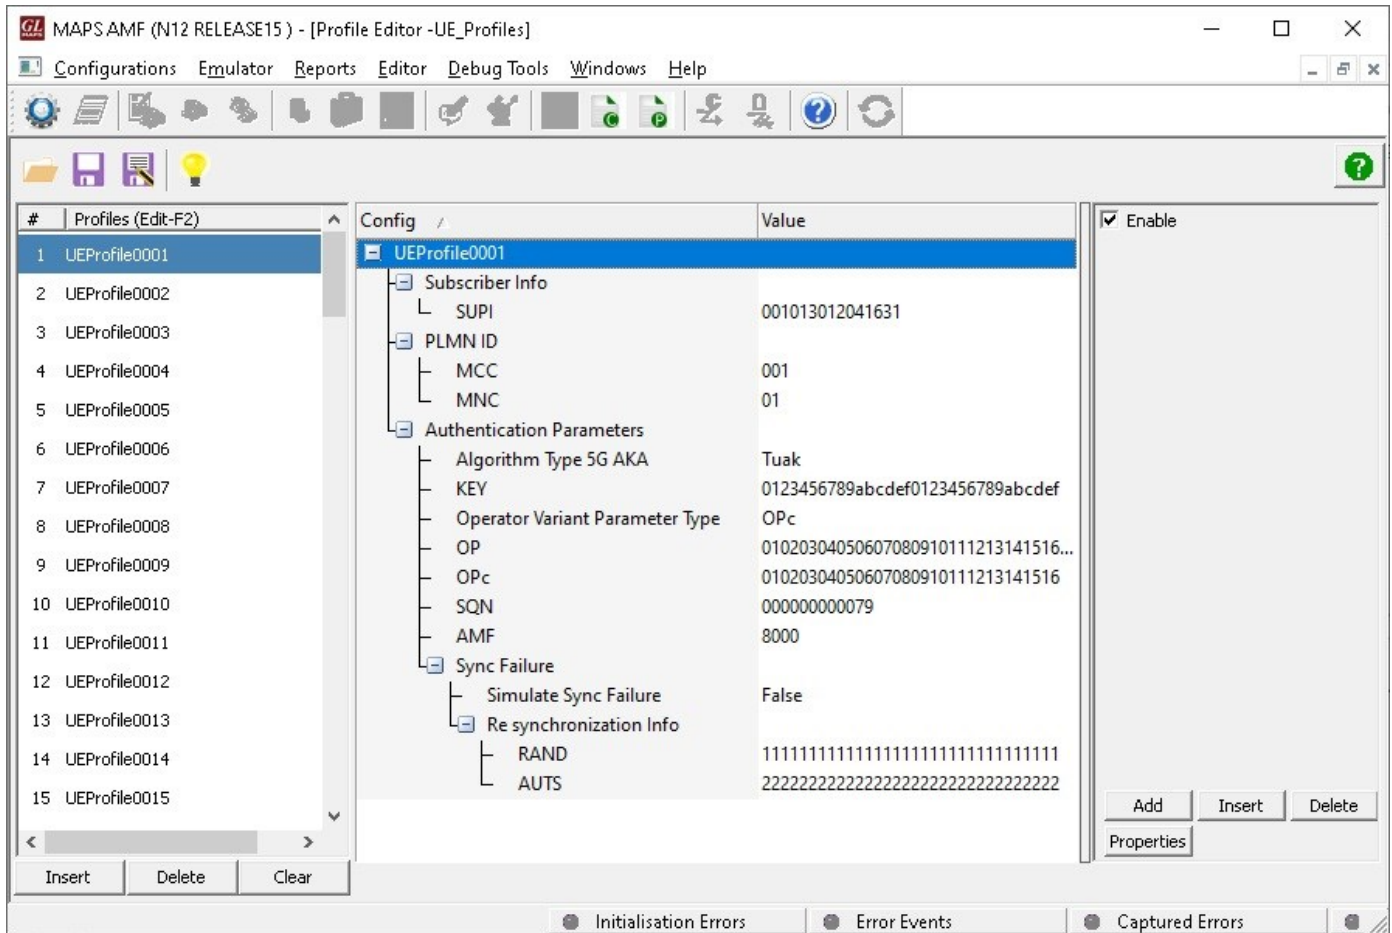 GL MAPS MAPS AMF (N12 RELEASE15 ) - [Profile Editor -UE_Profiles]
Configurations Emulator Reports Editor Debug Tools Windows Help
# Profiles (Edit-F2)
1 UEProfile0001
2 UEProfile0002
3 UEProfile0003
4 UEProfile0004
5 UEProfile0005
6 UEProfile0006
7 UEProfile0007
8 UEProfile0008
9 UEProfile0009
10 UEProfile0010
11 UEProfile0011
12 UEProfile0012
13 UEProfile0013
14 UEProfile0014
15 UEProfile0015
Insert Delete Clear
Config Value
UEProfile0001
Subscriber Info
SUPI 001013012041631
PLMN ID
MCC 001
MNC 01
Authentication Parameters
Algorithm Type 5G AKA Tuak
KEY 0123456789abcdef0123456789abcdef
Operator Variant Parameter Type OPc
OP 01020304050607080910111213141516...
OPc 01020304050607080910111213141516
SQN 000000000079
AMF 8000
Sync Failure
Simulate Sync Failure False
Re synchronization Info
RAND 11111111111111111111111111111111
AUTS 22222222222222222222222222222222
Enable
Add Insert Delete
Properties
Initialisation Errors Error Events Captured Errors